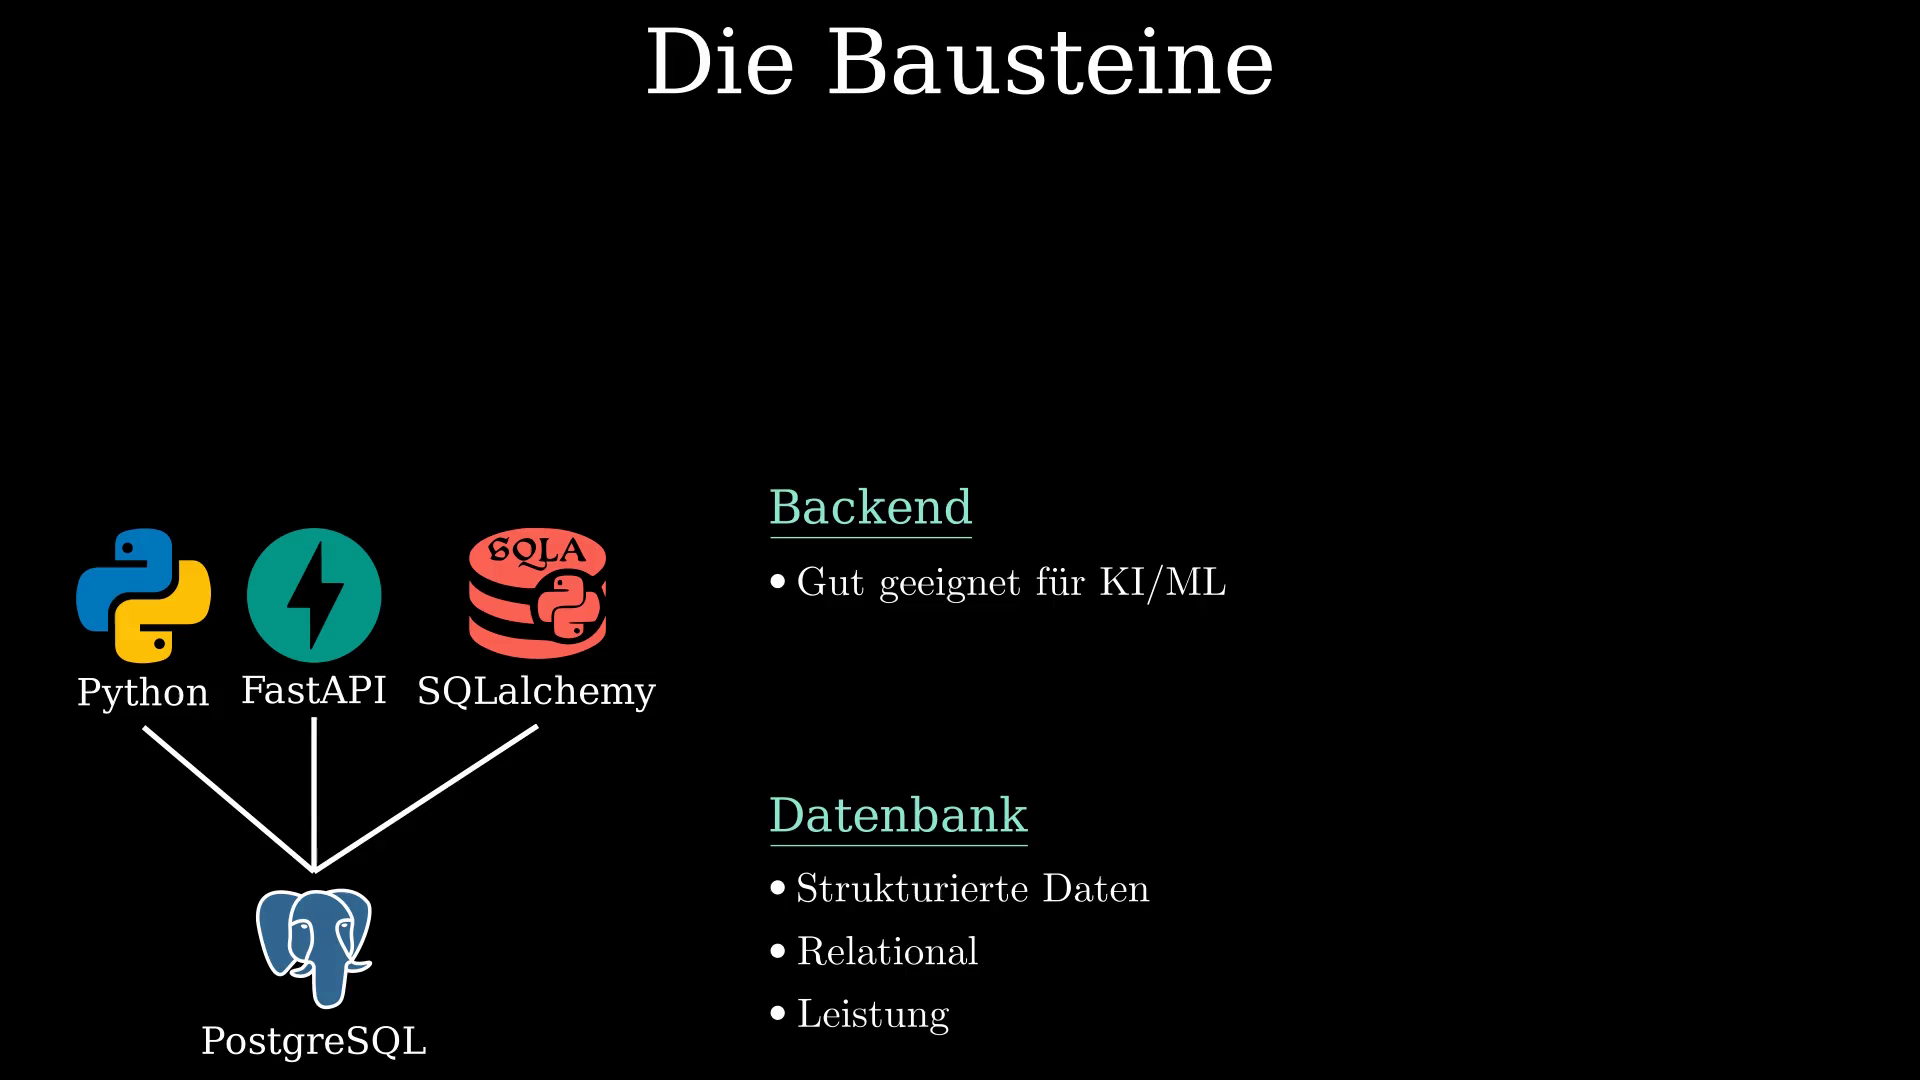 Die Bausteine
Backend
• Gut geeignet für KI/ML
SQLA
Python FastAPI SQLalchemy
Datenbank
• Strukturierte Daten
• Relational
• Leistung
PostgreSQL